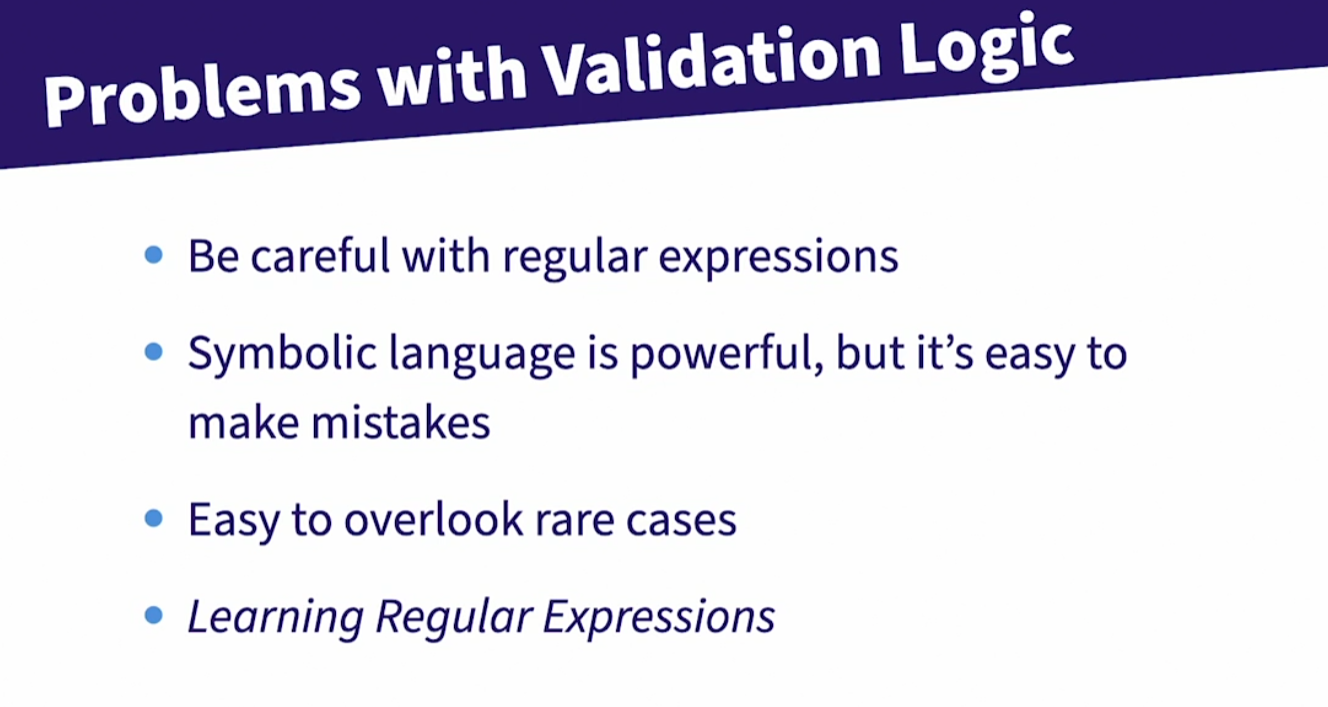 Problems with Validation Logic
• Be careful with regular expressions
• Symbolic language is powerful, but it’s easy to
make mistakes
• Easy to overlook rare cases
• Learning Regular Expressions